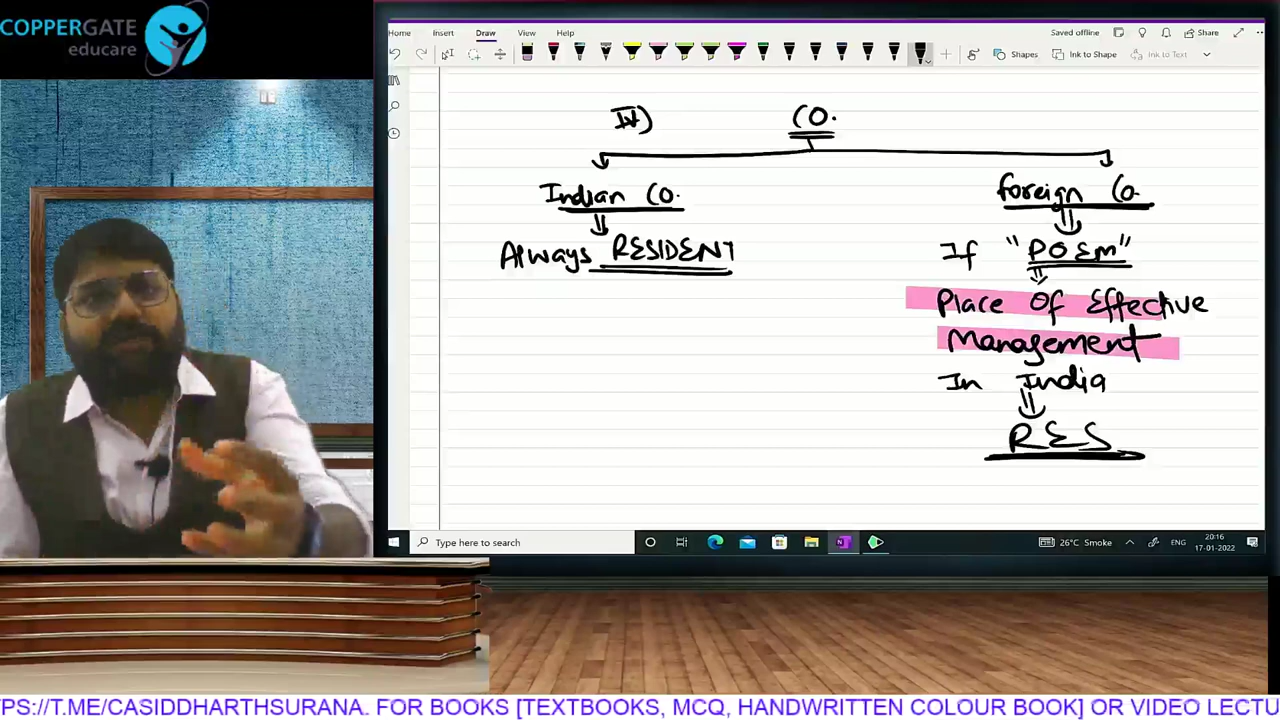 COPPERGATE
educare
Home Insert Draw View Help
Saved offline
Share
Shapes
Ink to Shape
Ink to Text
IV) CO.
Indian CO.
foreign Co.
Always RESIDENT
If "POEM"
Place Of Effective
Management
In India
RES
Type here to search
26°C Smoke
ENG
20:16
17-01-2022
TPS://T.ME/CASIDDHARTHSURANA. FOR BOOKS [TEXTBOOKS, MCQ, HANDWRITTEN COLOUR BOOK] OR VIDEO LECTU